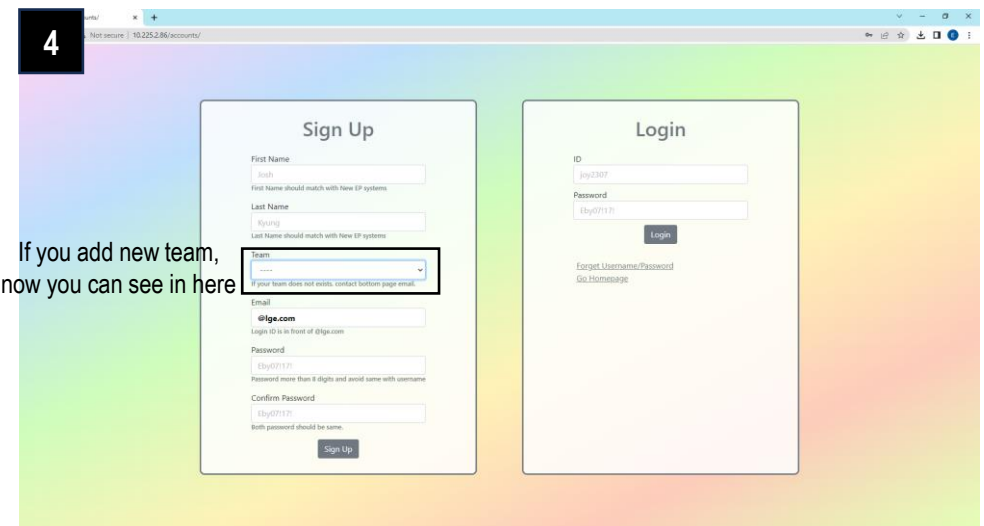 4
unts/
Not secure | 10.225.2.86/accounts/
Sign Up
First Name
Josh
First Name should match with New EP systems
Last Name
Kyung
Last Name should match with New EP systems
If you add new team,
now you can see in here
Team
----
If your team does not exists, contact bottom page email.
Email
@lge.com
Login ID is in front of @lge.com
Password
Eby07!17!
Password more than 8 digits and avoid same with username
Confirm Password
Eby07!17!
Both password should be same.
Sign Up
Login
ID
joy2307
Password
Eby07!17!
Login
Forget Username/Password
Go Homepage